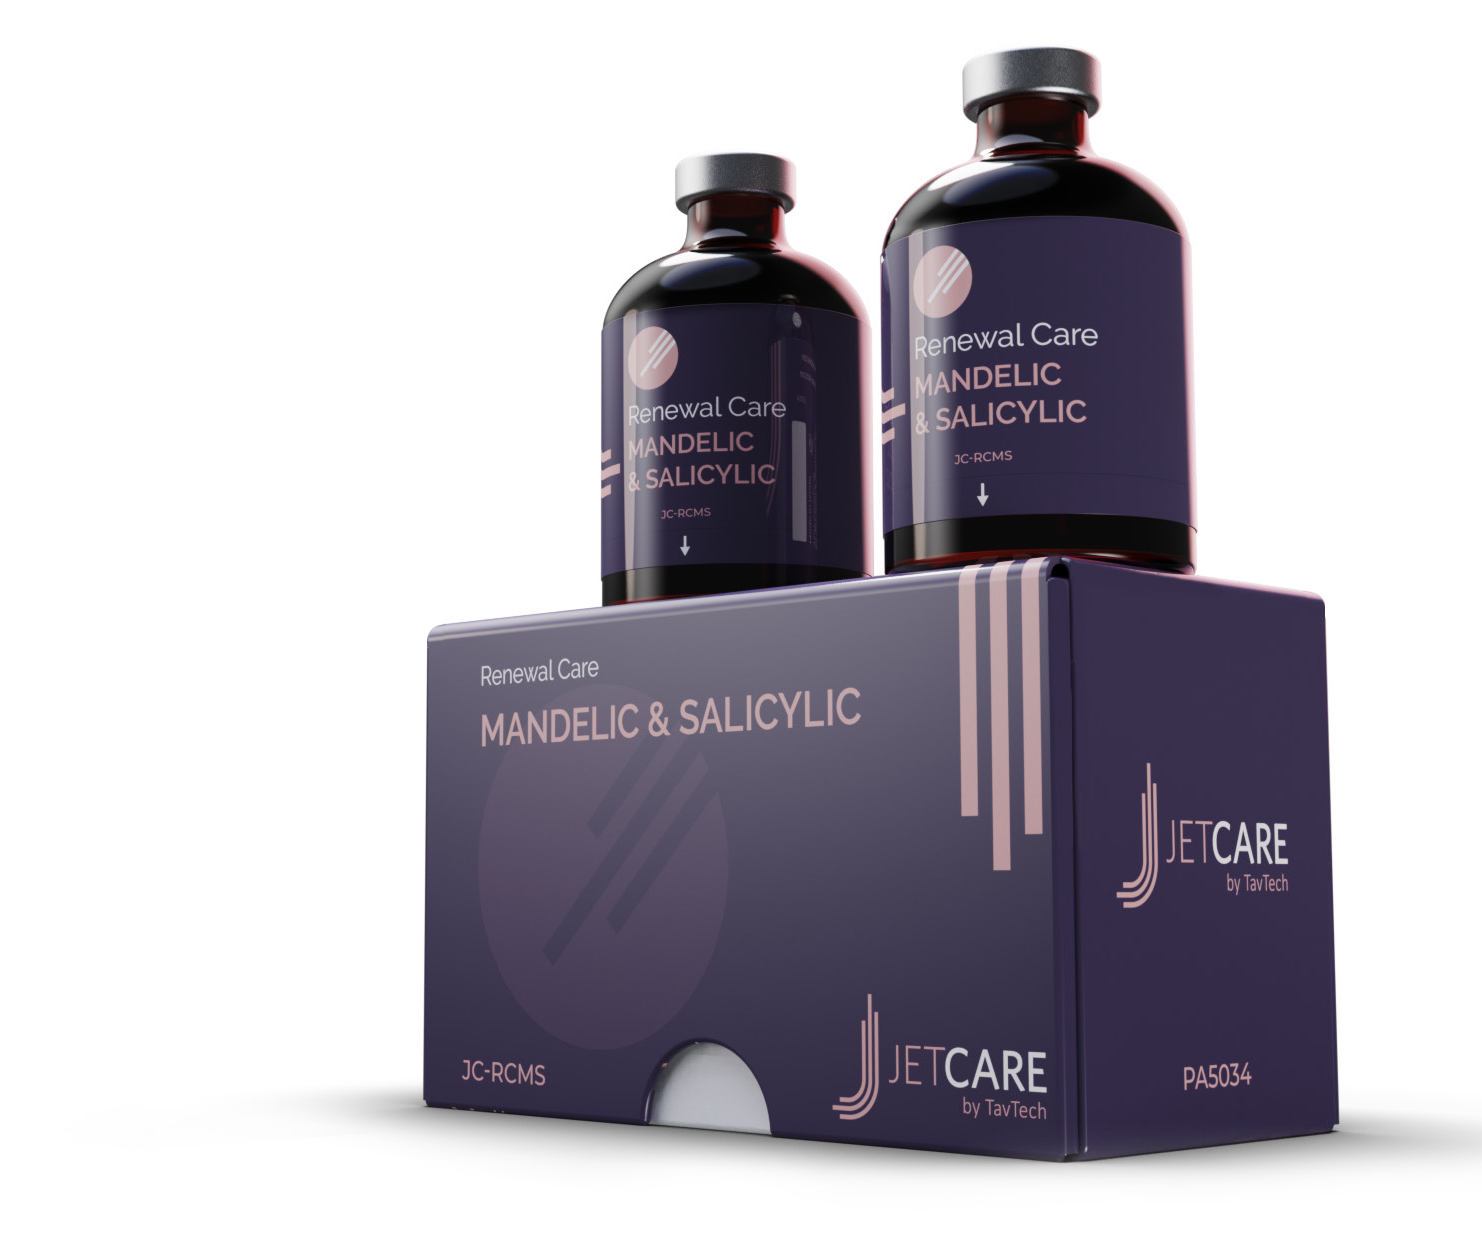 Renewal Care
MANDELIC
& SALICYLIC
JC-RCMS
Renewal Care
MANDELIC
& SALICYLIC
JC-RCMS
Renewal Care
MANDELIC & SALICYLIC
JC-RCMS
JETCARE
by TavTech
JETCARE
by TavTech
PA5034